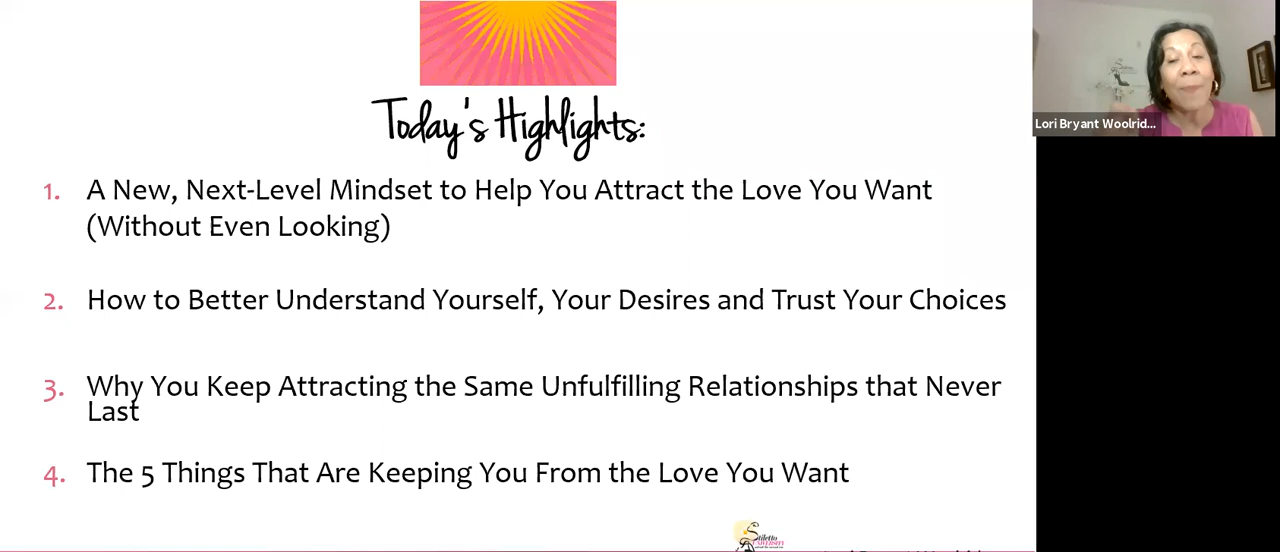 Today's Highlights:
Lori Bryant Woolrid...
1. A New, Next-Level Mindset to Help You Attract the Love You Want
(Without Even Looking)
2. How to Better Understand Yourself, Your Desires and Trust Your Choices
3. Why You Keep Attracting the Same Unfulfilling Relationships that Never
Last
4. The 5 Things That Are Keeping You From the Love You Want
Stiletto